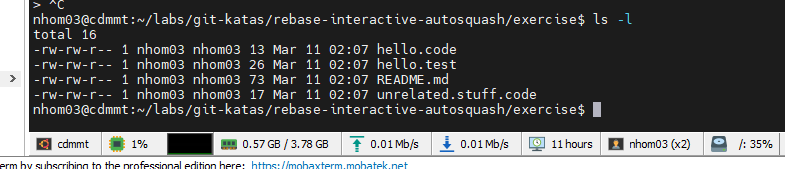 > ^C
nhom03@cdmmt:~/labs/git-katas/rebase-interactive-autosquash/exercise$ ls -l
total 16
-rw-rw-r-- 1 nhom03 nhom03 13 Mar 11 02:07 hello.code
-rw-rw-r-- 1 nhom03 nhom03 26 Mar 11 02:07 hello.test
-rw-rw-r-- 1 nhom03 nhom03 73 Mar 11 02:07 README.md
-rw-rw-r-- 1 nhom03 nhom03 17 Mar 11 02:07 unrelated.stuff.code
nhom03@cdmmt:~/labs/git-katas/rebase-interactive-autosquash/exercise$
cdmmt 1% 0.57 GB / 3.78 GB 0.01 Mb/s 0.01 Mb/s 11 hours nhom03 (x2) /: 35%
erm by subscribing to the professional edition here: https://mobaxterm.mobatek.net